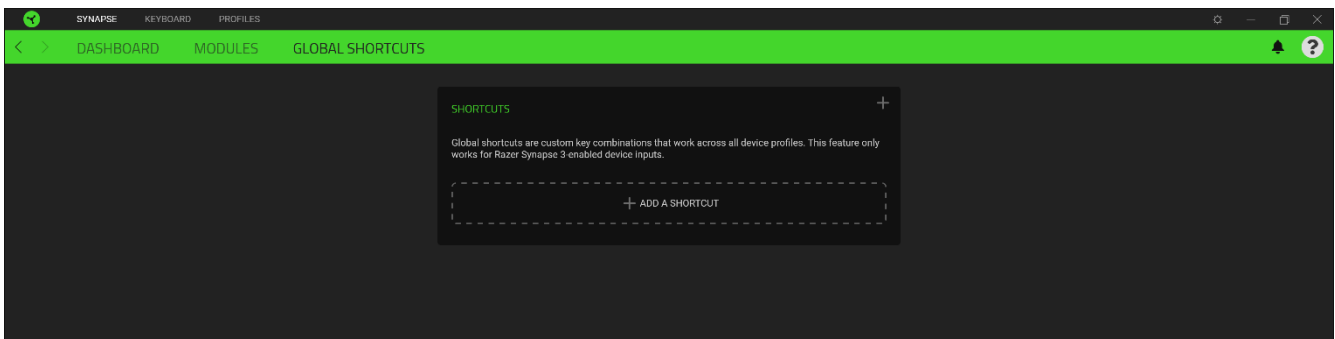 SYNAPSE KEYBOARD PROFILES
DASHBOARD MODULES GLOBAL SHORTCUTS ?
SHORTCUTS
Global shortcuts are custom key combinations that work across all device profiles. This feature only
works for Razer Synapse 3-enabled device inputs.
ADD A SHORTCUT